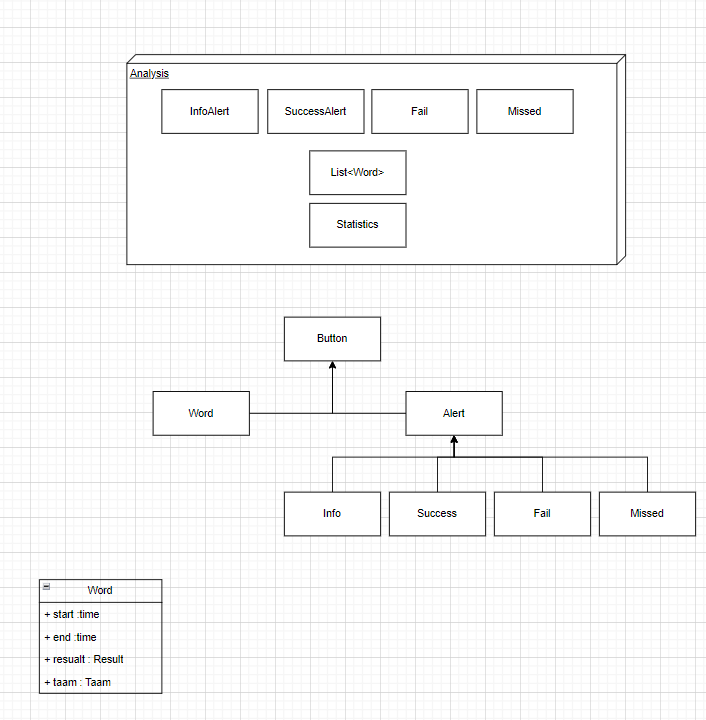 Analysis
InfoAlert
SuccessAlert
Fail
Missed
List<Word>
Statistics
Button
Word
Alert
Info
Success
Fail
Missed
Word
+ start :time
+ end :time
+ resualt : Result
+ taam : Taam